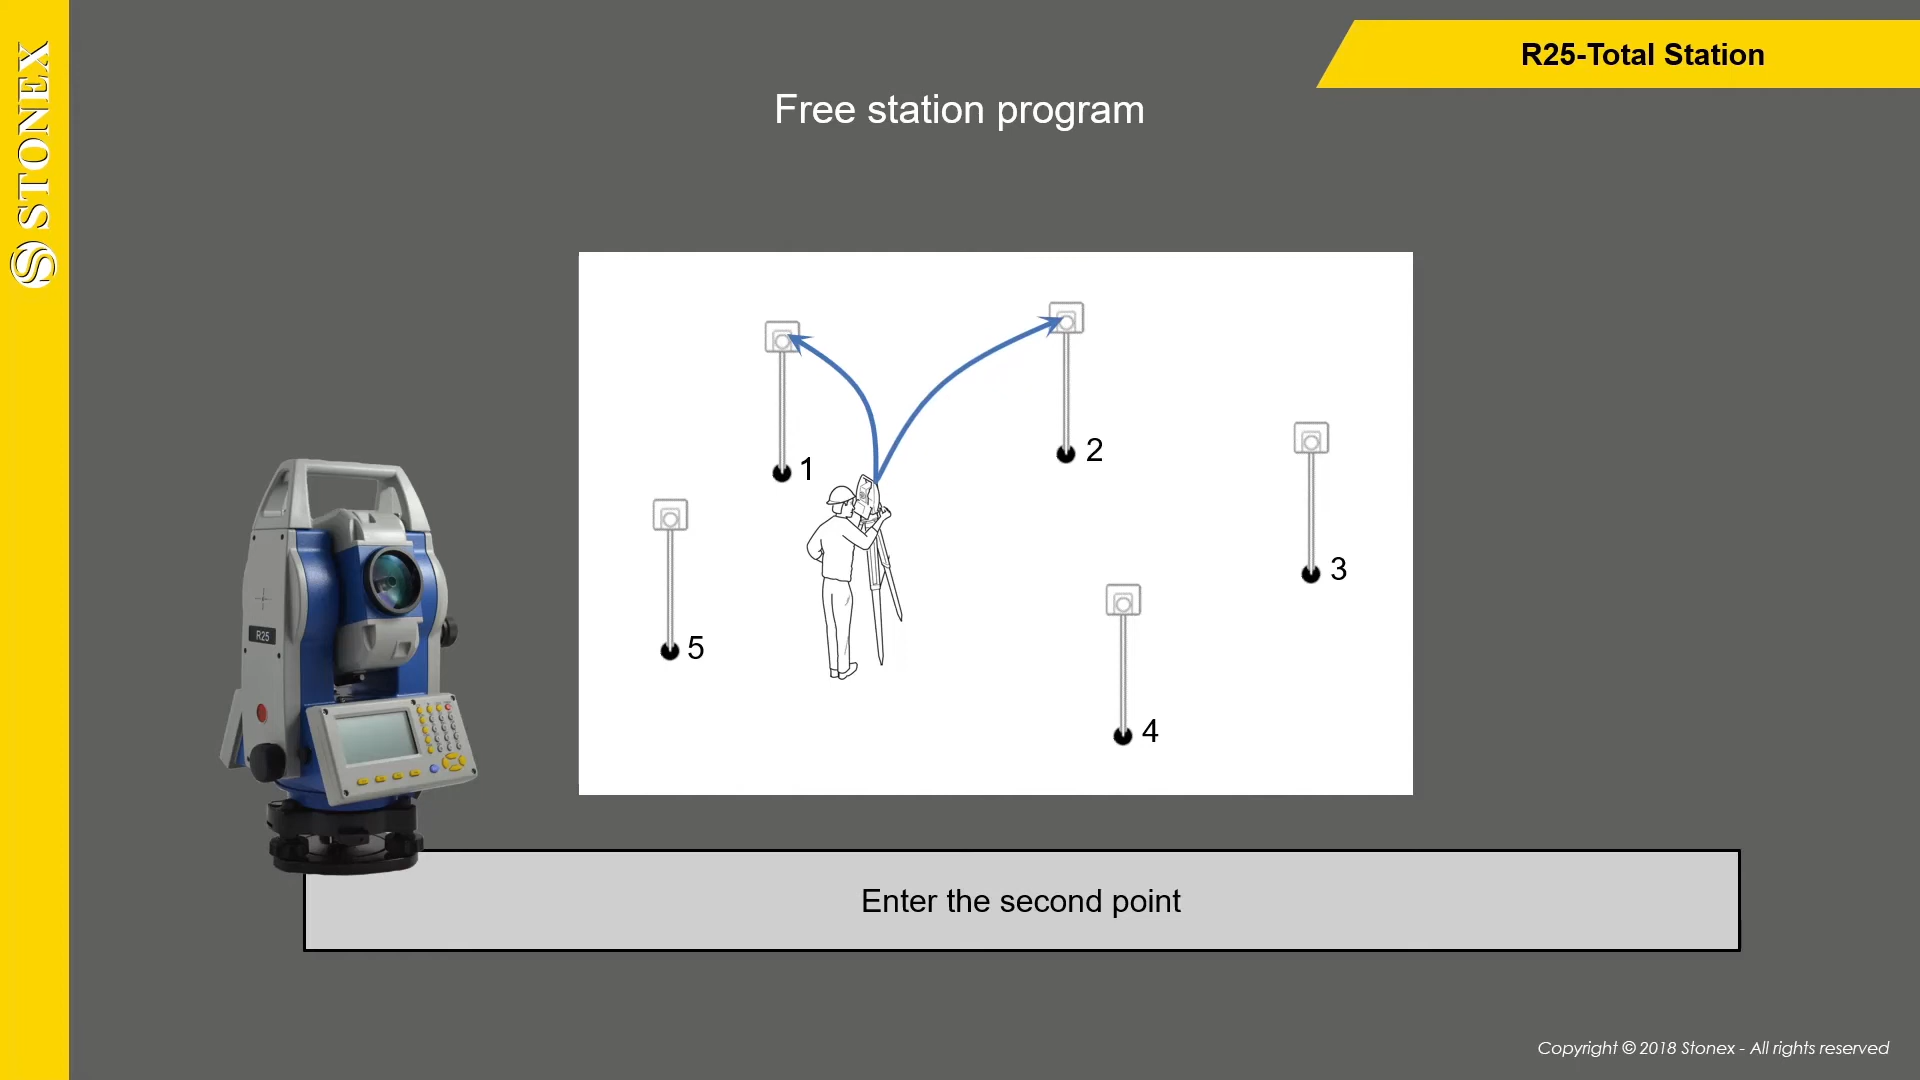 STONEX
R25-Total Station
Free station program
1
2
3
4
5
R25
Enter the second point
Copyright © 2018 Stonex - All rights reserved